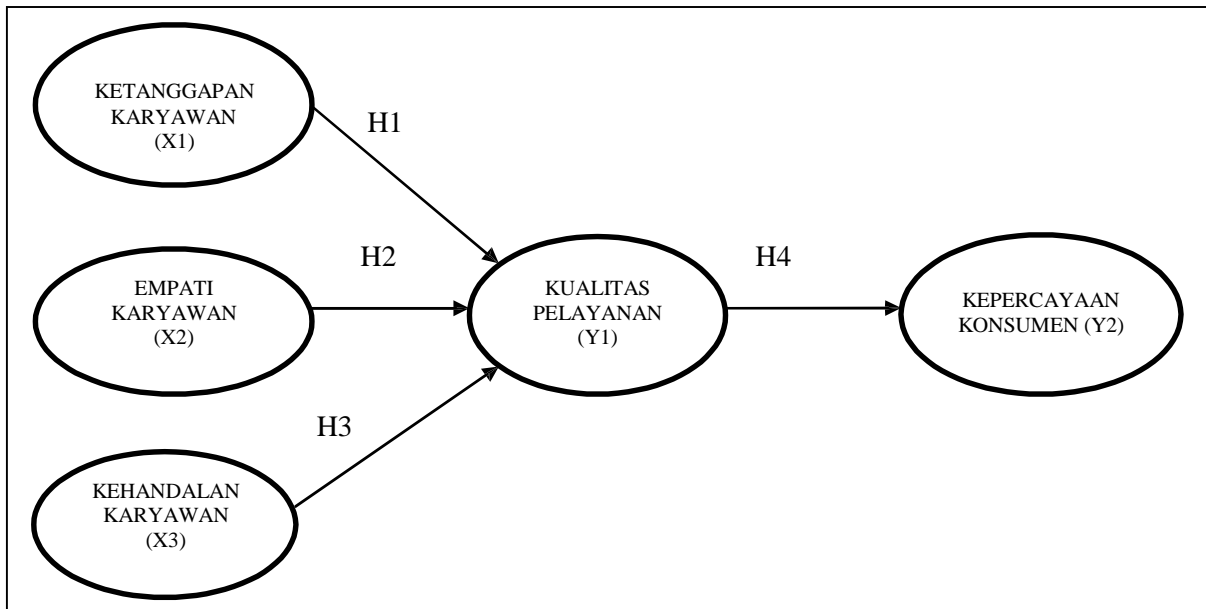 KETANGGAPAN
KARYAWAN
(X1)
H1
EMPATI
KARYAWAN
(X2)
H2
KEHANDALAN
KARYAWAN
(X3)
H3
KUALITAS
PELAYANAN
(Y1)
H4
KEPERCAYAAN
KONSUMEN (Y2)